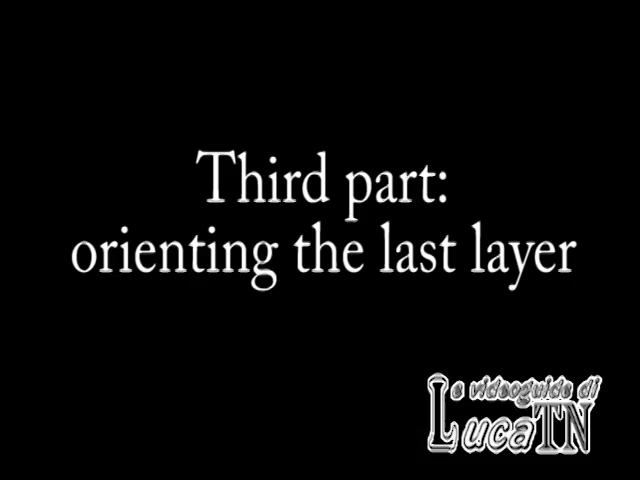 Third part:
orienting the last layer
Le videoguide di
LucaTN